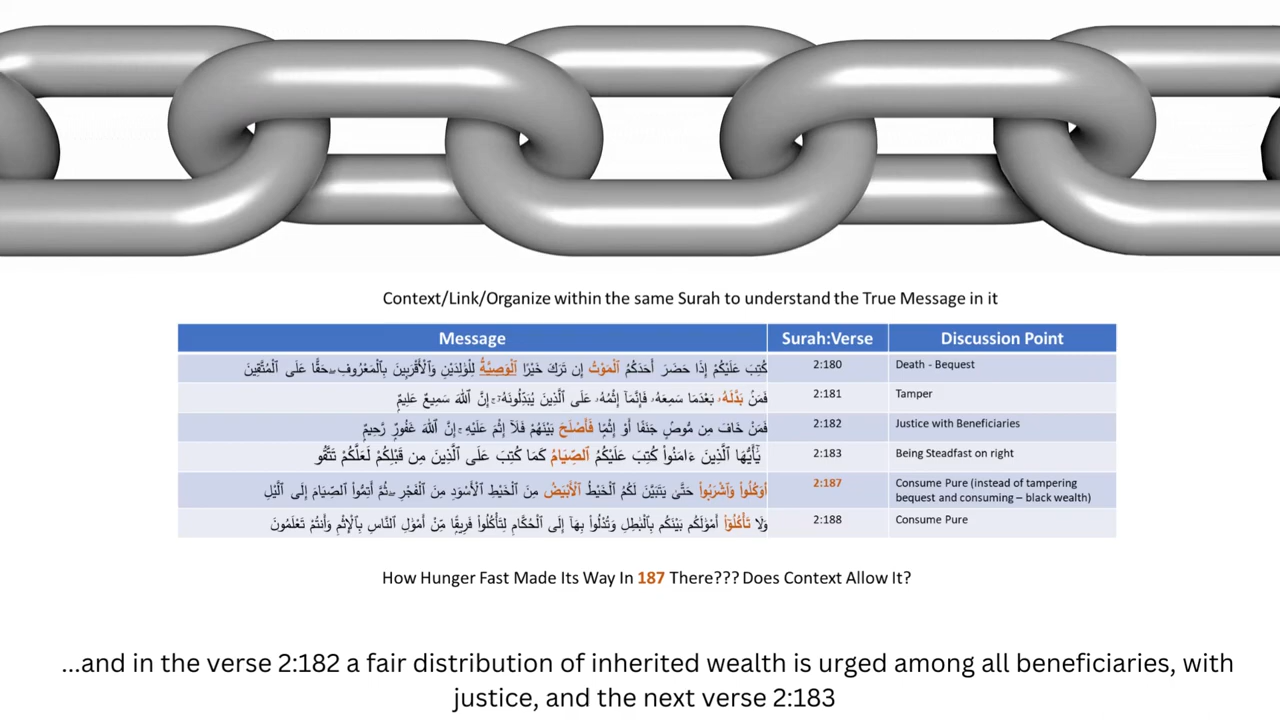 Context/Link/Organize within the same Surah to understand the True Message in it
Message Surah:Verse Discussion Point
كُتِبَ عَلَيْكُمْ إِذَا حَضَرَ أَحَدَكُمُ ٱلْمَوْتُ إِن تَرَكَ خَيْرًا ٱلْوَصِيَّةُ لِلْوَٰلِدَيْنِ وَٱلْأَقْرَبِينَ بِٱلْمَعْرُوفِ ۖ حَقًّا عَلَى ٱلْمُتَّقِينَ 2:180 Death - Bequest
فَمَنۢ بَدَّلَهُۥ بَعْدَمَا سَمِعَهُۥ فَإِنَّمَآ إِثْمُهُۥ عَلَى ٱلَّذِينَ يُبَدِّلُونَهُۥٓ ۚ إِنَّ ٱللَّهَ سَمِيعٌ عَلِيمٌ 2:181 Tamper
فَمَنْ خَافَ مِن مُّوصٍ جَنَفًا أَوْ إِثْمًا فَأَصْلَحَ بَيْنَهُمْ فَلَآ إِثْمَ عَلَيْهِ ۚ إِنَّ ٱللَّهَ غَفُورٌ رَّحِيمٌ 2:182 Justice with Beneficiaries
يَٰٓأَيُّهَا ٱلَّذِينَ ءَامَنُوا۟ كُتِبَ عَلَيْكُمُ ٱلصِّيَامُ كَمَا كُتِبَ عَلَى ٱلَّذِينَ مِن قَبْلِكُمْ لَعَلَّكُمْ تَتَّقُو 2:183 Being Steadfast on right
وَكُلُوا۟ وَٱشْرَبُوا۟ حَتَّىٰ يَتَبَيَّنَ لَكُمُ ٱلْخَيْطُ ٱلْأَبْيَضُ مِنَ ٱلْخَيْطِ ٱلْأَسْوَدِ مِنَ ٱلْفَجْرِ ۖ ثُمَّ أَتِمُّوا۟ ٱلصِّيَامَ إِلَى ٱلَّيْلِ 2:187 Consume Pure (instead of tampering
bequest and consuming – black wealth)
وَلَا تَأْكُلُوٓا۟ أَمْوَٰلَكُم بَيْنَكُم بِٱلْبَٰطِلِ وَتُدْلُوا۟ بِهَآ إِلَى ٱلْحُكَّامِ لِتَأْكُلُوا۟ فَرِيقًا مِّنْ أَمْوَٰلِ ٱلنَّاسِ بِٱلْإِثْمِ وَأَنتُمْ تَعْلَمُونَ 2:188 Consume Pure
How Hunger Fast Made Its Way In 187 There??? Does Context Allow It?
...and in the verse 2:182 a fair distribution of inherited wealth is urged among all beneficiaries, with
justice, and the next verse 2:183